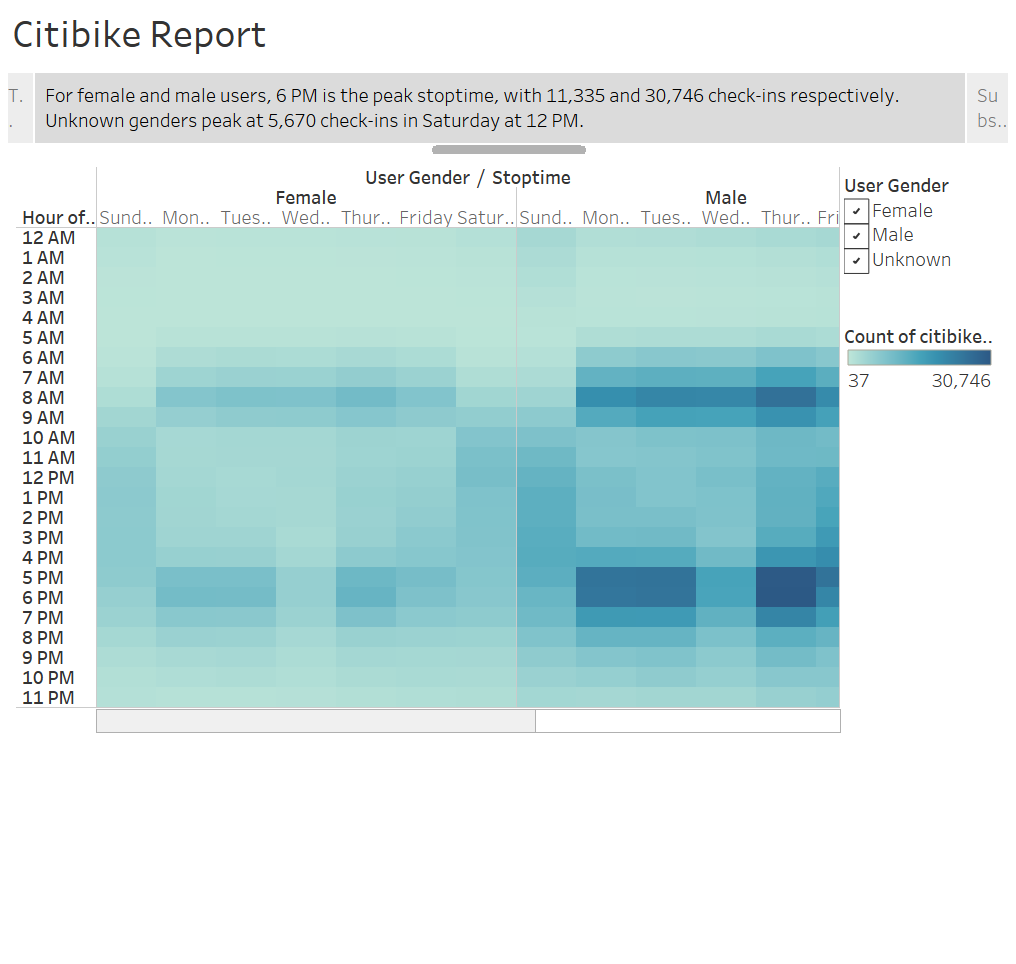 Citibike Report
T.
.
For female and male users, 6 PM is the peak stoptime, with 11,335 and 30,746 check-ins respectively.
Unknown genders peak at 5,670 check-ins in Saturday at 12 PM.
Su
bs..
User Gender / Stoptime
Female Male
Hour of.. Sund.. Mon.. Tues.. Wed.. Thur.. Friday Satur.. Sund.. Mon.. Tues.. Wed.. Thur.. Fri
12 AM
1 AM
2 AM
3 AM
4 AM
5 AM
6 AM
7 AM
8 AM
9 AM
10 AM
11 AM
12 PM
1 PM
2 PM
3 PM
4 PM
5 PM
6 PM
7 PM
8 PM
9 PM
10 PM
11 PM
User Gender
Female
Male
Unknown
Count of citibike..
37 30,746